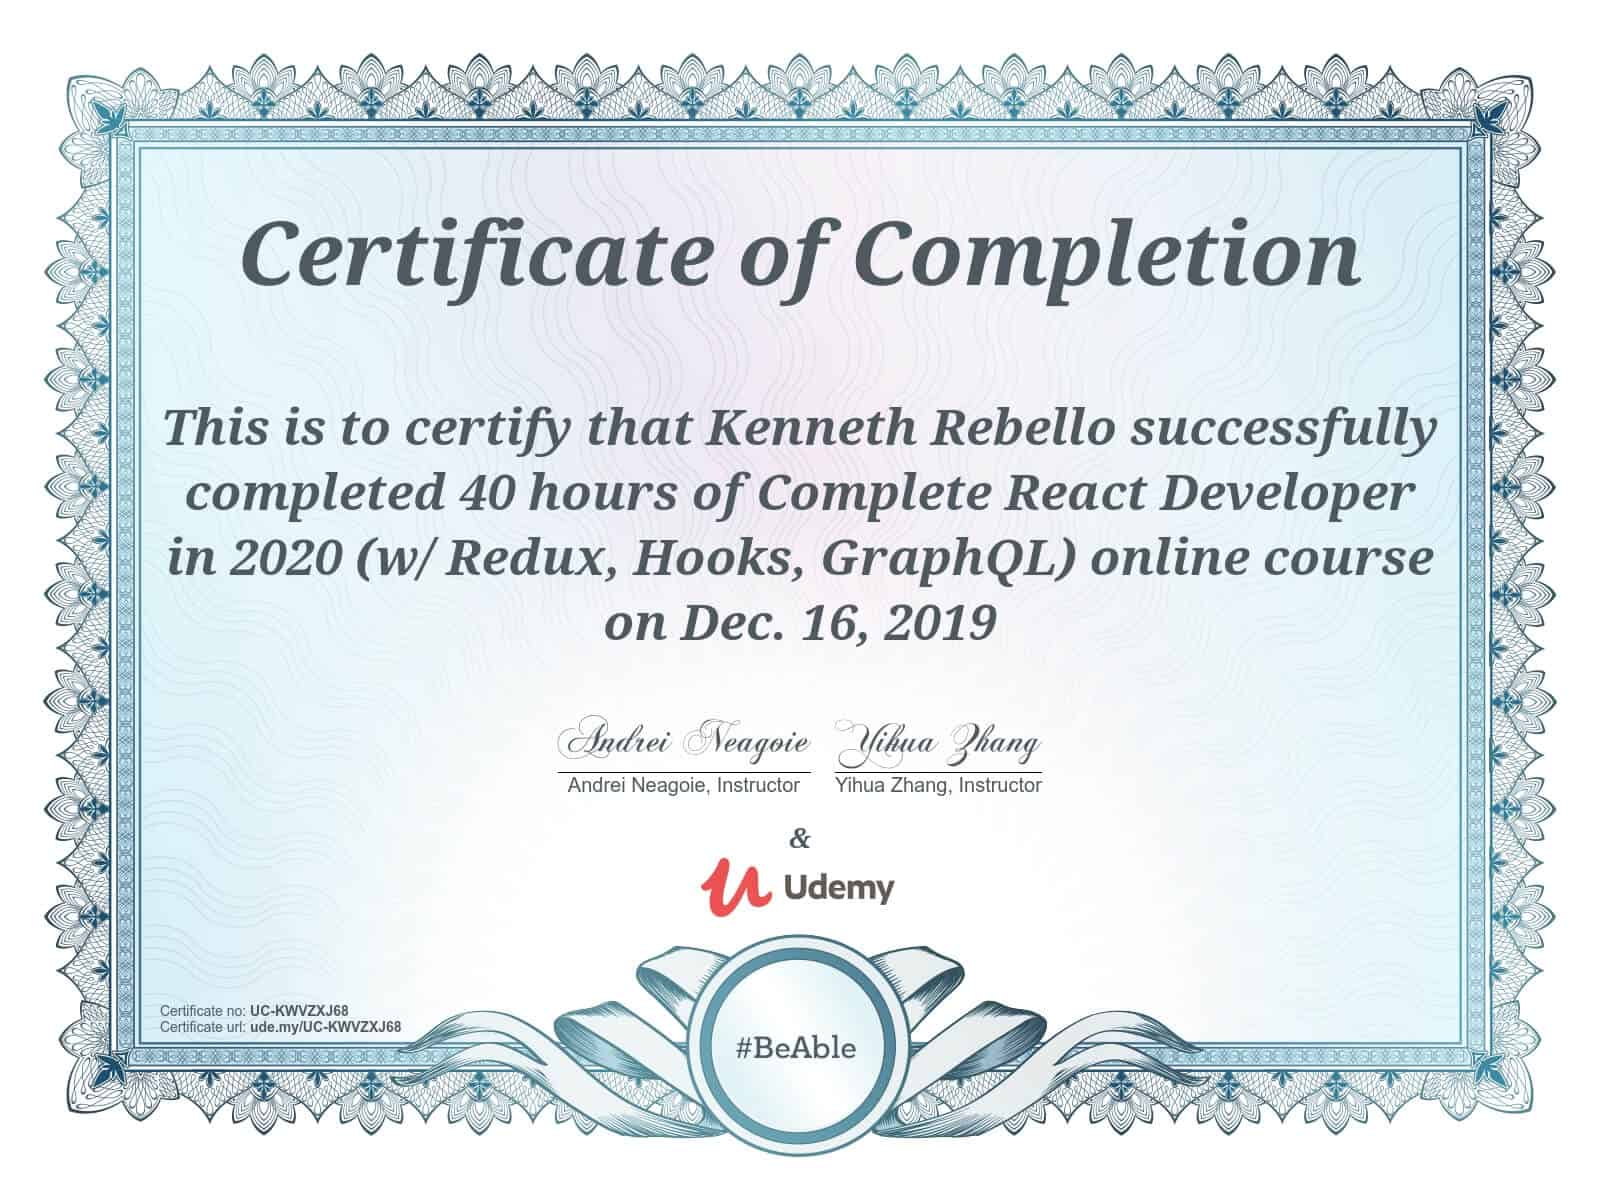 Certificate of Completion
This is to certify that Kenneth Rebello successfully
completed 40 hours of Complete React Developer
in 2020 (w/ Redux, Hooks, GraphQL) online course
on Dec. 16, 2019
Andrei Neagoie Yihua Zhang
Andrei Neagoie, Instructor Yihua Zhang, Instructor
&
Udemy
Certificate no: UC-KWVZXJ68
Certificate url: ude.my/UC-KWVZXJ68
#BeAble